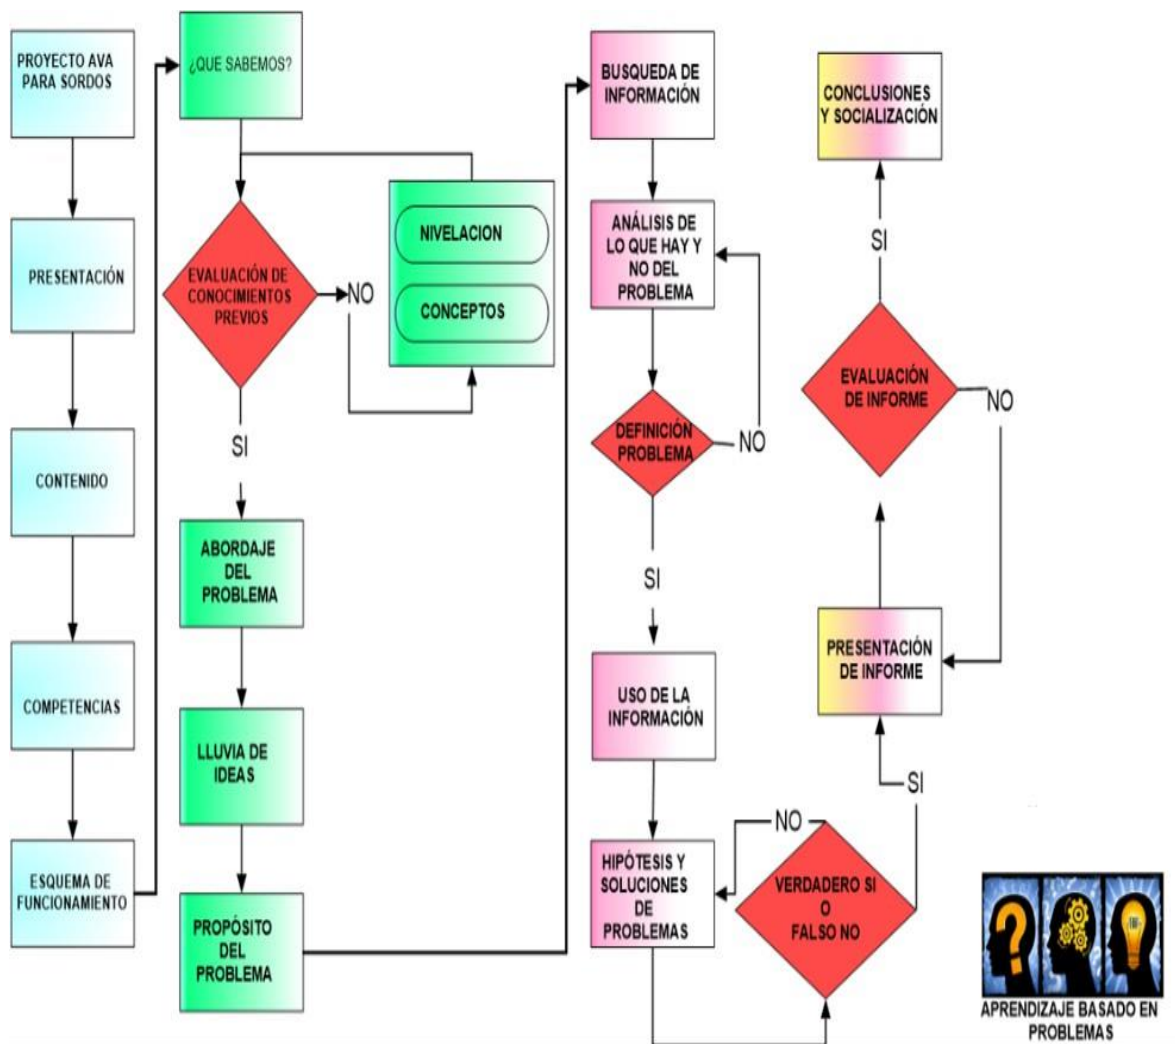 PROYECTO AVA
PARA SORDOS
PRESENTACIÓN
CONTENIDO
COMPETENCIAS
ESQUEMA DE
FUNCIONAMIENTO
¿QUE SABEMOS?
EVALUACIÓN DE
CONOCIMIENTOS
PREVIOS
NO
NIVELACION
CONCEPTOS
SI
ABORDAJE
DEL
PROBLEMA
LLUVIA DE
IDEAS
PROPÓSITO
DEL
PROBLEMA
BUSQUEDA DE
INFORMACIÓN
ANÁLISIS DE
LO QUE HAY Y
NO DEL
PROBLEMA
DEFINICIÓN
PROBLEMA
NO
SI
USO DE LA
INFORMACIÓN
HIPÓTESIS Y
SOLUCIONES
DE
PROBLEMAS
NO
VERDADERO SI
O
FALSO NO
SI
PRESENTACIÓN
DE INFORME
EVALUACIÓN
DE INFORME
NO
SI
CONCLUSIONES
Y SOCIALIZACIÓN
APRENDIZAJE BASADO EN
PROBLEMAS